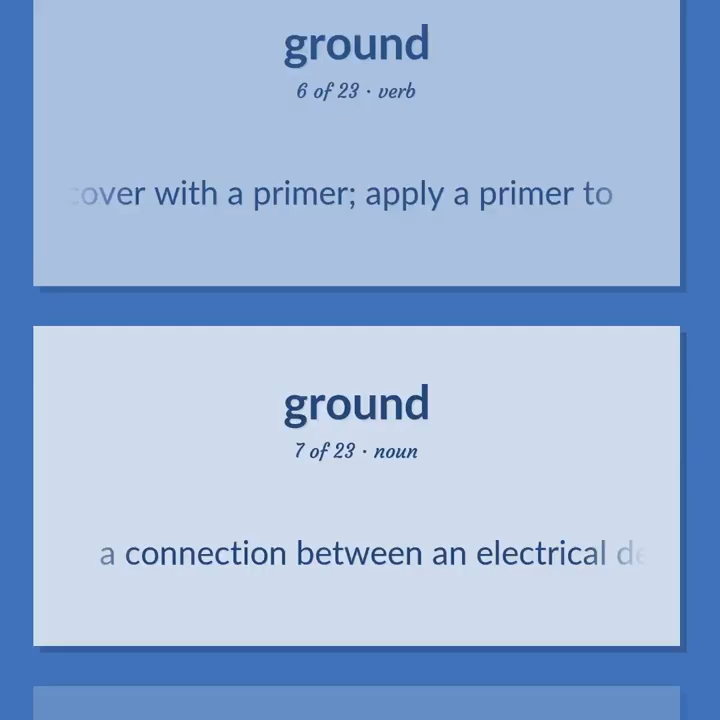 ground
6 of 23 · verb
cover with a primer; apply a primer to
ground
7 of 23 · noun
a connection between an electrical